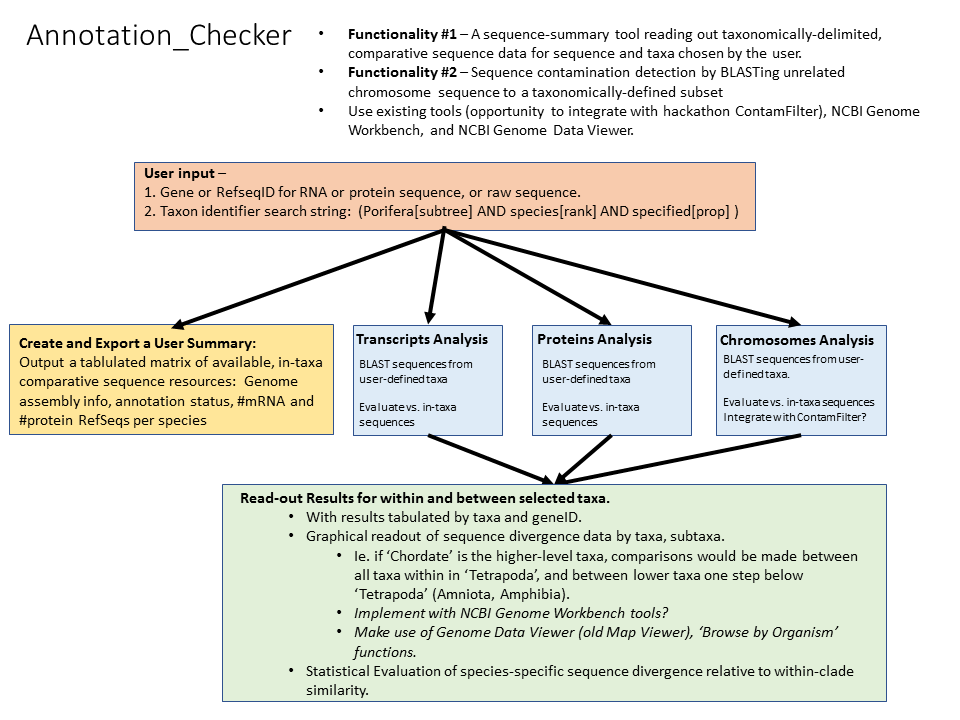 Annotation_Checker
• Functionality #1 – A sequence-summary tool reading out taxonomically-delimited,
comparative sequence data for sequence and taxa chosen by the user.
• Functionality #2 – Sequence contamination detection by BLASTing unrelated
chromosome sequence to a taxonomically-defined subset
• Use existing tools (opportunity to integrate with hackathon ContamFilter), NCBI Genome
Workbench, and NCBI Genome Data Viewer.
User input –
1. Gene or RefseqID for RNA or protein sequence, or raw sequence.
2. Taxon identifier search string: (Porifera[subtree] AND species[rank] AND specified[prop] )
Create and Export a User Summary:
Output a tablulated matrix of available, in-taxa
comparative sequence resources: Genome
assembly info, annotation status, #mRNA and
#protein RefSeqs per species
Transcripts Analysis
BLAST sequences from
user-defined taxa
Evaluate vs. in-taxa
sequences
Proteins Analysis
BLAST sequences from
user-defined taxa
Evaluate vs. in-taxa
sequences
Chromosomes Analysis
BLAST sequences from user-
defined taxa.
Evaluate vs. in-taxa sequences
Integrate with ContamFilter?
Read-out Results for within and between selected taxa.
• With results tabulated by taxa and geneID.
• Graphical readout of sequence divergence data by taxa, subtaxa.
• Ie. if ‘Chordate’ is the higher-level taxa, comparisons would be made between
all taxa within in ‘Tetrapoda’, and between lower taxa one step below
‘Tetrapoda’ (Amniota, Amphibia).
• Implement with NCBI Genome Workbench tools?
• Make use of Genome Data Viewer (old Map Viewer), ‘Browse by Organism’
functions.
• Statistical Evaluation of species-specific sequence divergence relative to within-clade
similarity.